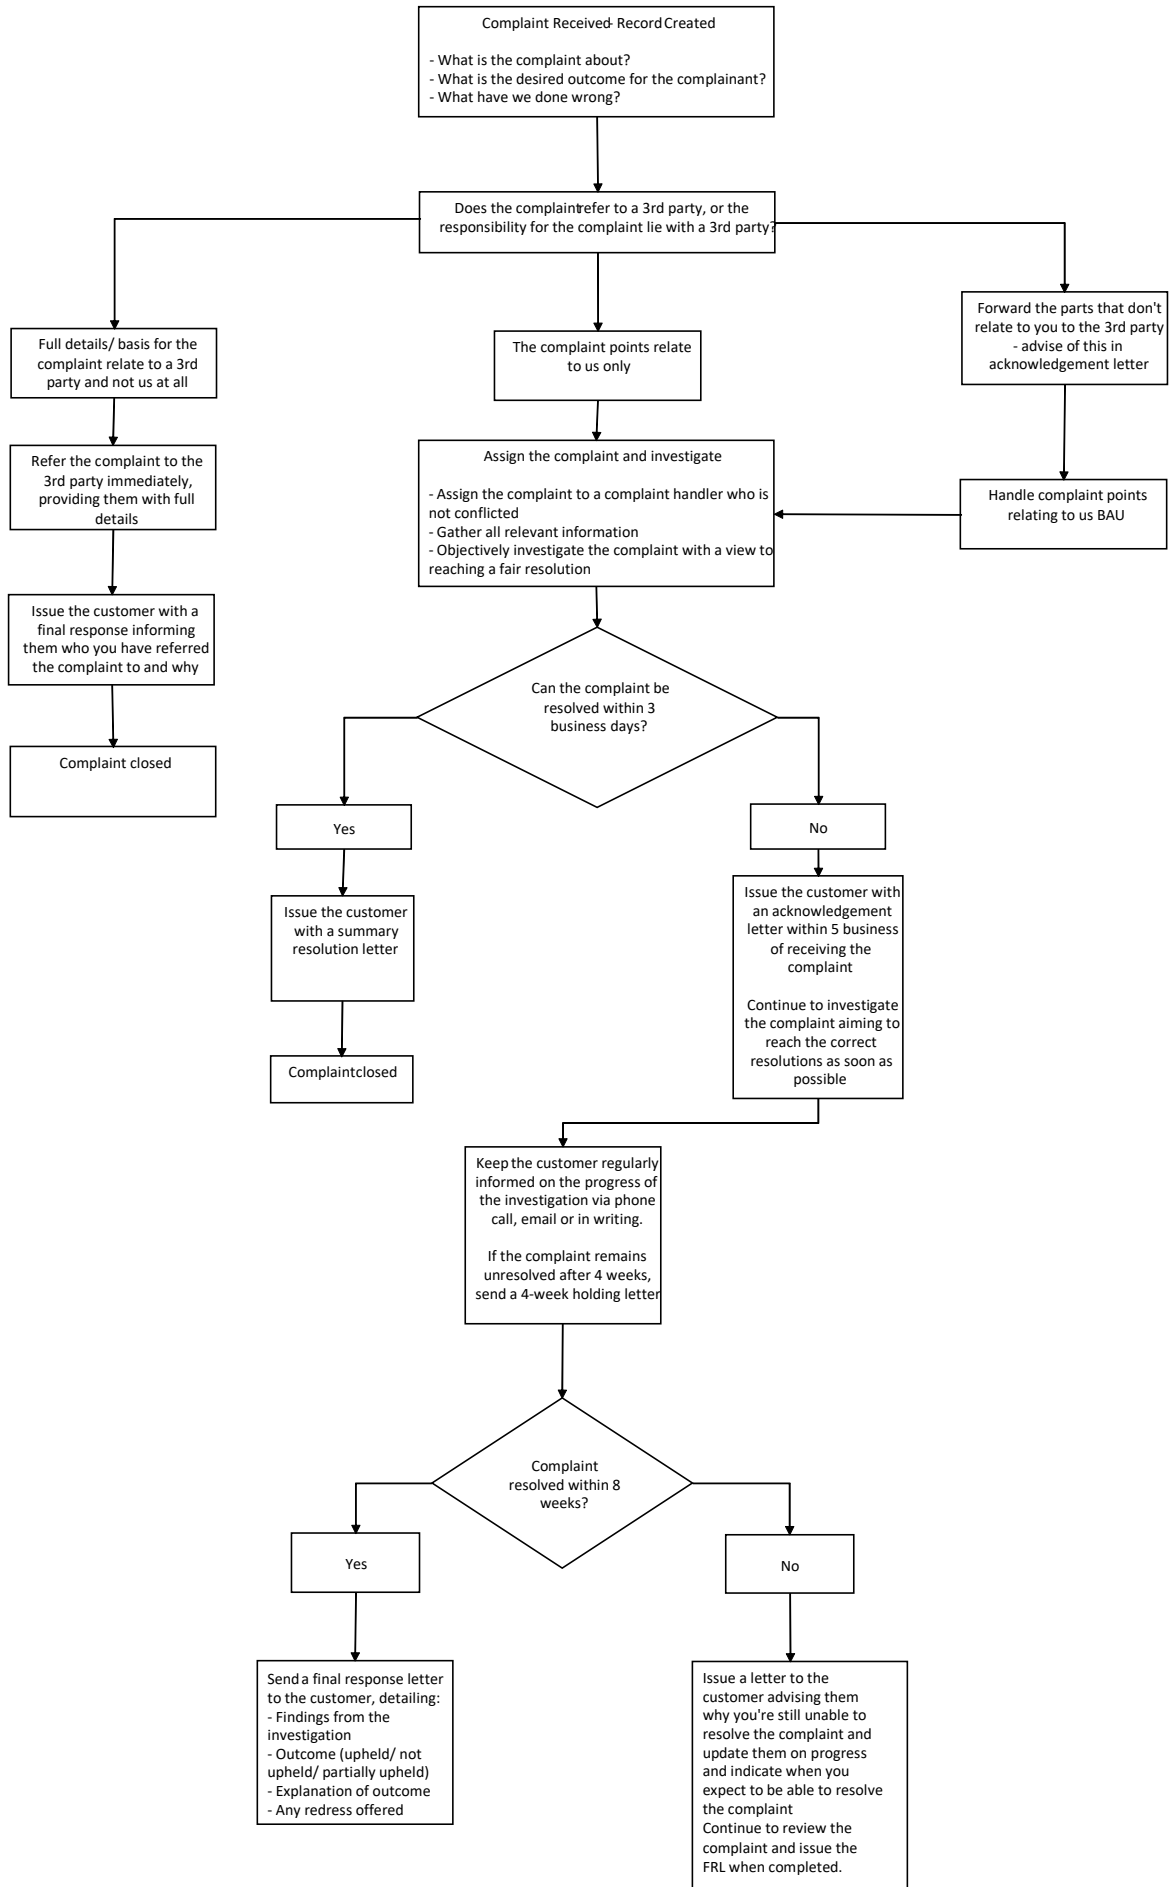 Complaint Received- Record Created
- What is the complaint about?
- What is the desired outcome for the complainant?
- What have we done wrong?
Does the complaint refer to a 3rd party, or the
responsibility for the complaint lie with a 3rd party?
Full details/ basis for the
complaint relate to a 3rd
party and not us at all
The complaint points relate
to us only
Forward the parts that don't
relate to you to the 3rd party
- advise of this in
acknowledgement letter
Refer the complaint to the
3rd party immediately,
providing them with full
details
Assign the complaint and investigate
- Assign the complaint to a complaint handler who is
not conflicted
- Gather all relevant information
- Objectively investigate the complaint with a view to
reaching a fair resolution
Handle complaint points
relating to us BAU
Issue the customer with a
final response informing
them who you have referred
the complaint to and why
Complaint closed
Can the complaint be
resolved within 3
business days?
Yes
No
Issue the customer
with a summary
resolution letter
Complaint closed
Issue the customer with
an acknowledgement
letter within 5 business
of receiving the
complaint
Continue to investigate
the complaint aiming to
reach the correct
resolutions as soon as
possible
Keep the customer regularly
informed on the progress of
the investigation via phone
call, email or in writing.
If the complaint remains
unresolved after 4 weeks,
send a 4-week holding letter
Complaint
resolved within 8
weeks?
Yes
No
Send a final response letter
to the customer, detailing:
- Findings from the
investigation
- Outcome (upheld/ not
upheld/ partially upheld)
- Explanation of outcome
- Any redress offered
Issue a letter to the
customer advising them
why you're still unable to
resolve the complaint and
update them on progress
and indicate when you
expect to be able to resolve
the complaint
Continue to review the
complaint and issue the
FRL when completed.